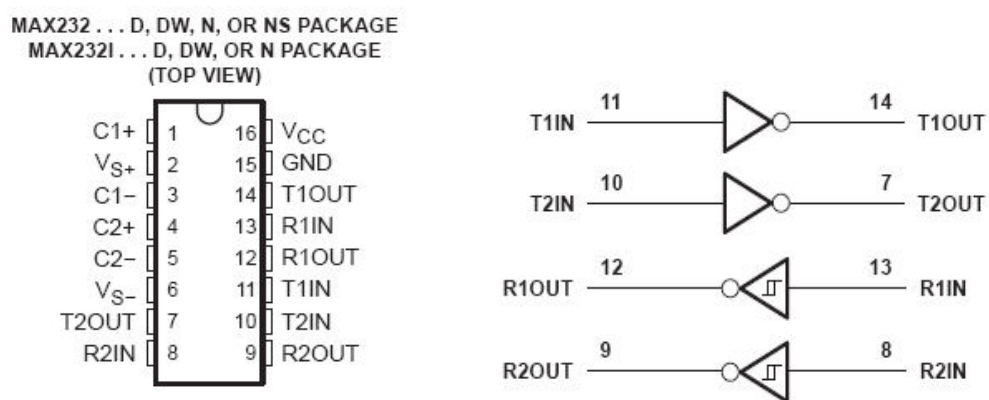 MAX232 . . . D, DW, N, OR NS PACKAGE
MAX232I . . . D, DW, OR N PACKAGE
(TOP VIEW)
C1+ 1 16 VCC
VS+ 2 15 GND
C1− 3 14 T1OUT
C2+ 4 13 R1IN
C2− 5 12 R1OUT
VS− 6 11 T1IN
T2OUT 7 10 T2IN
R2IN 8 9 R2OUT
T1IN 11 14 T1OUT
T2IN 10 7 T2OUT
R1OUT 12 13 R1IN
R2OUT 9 8 R2IN